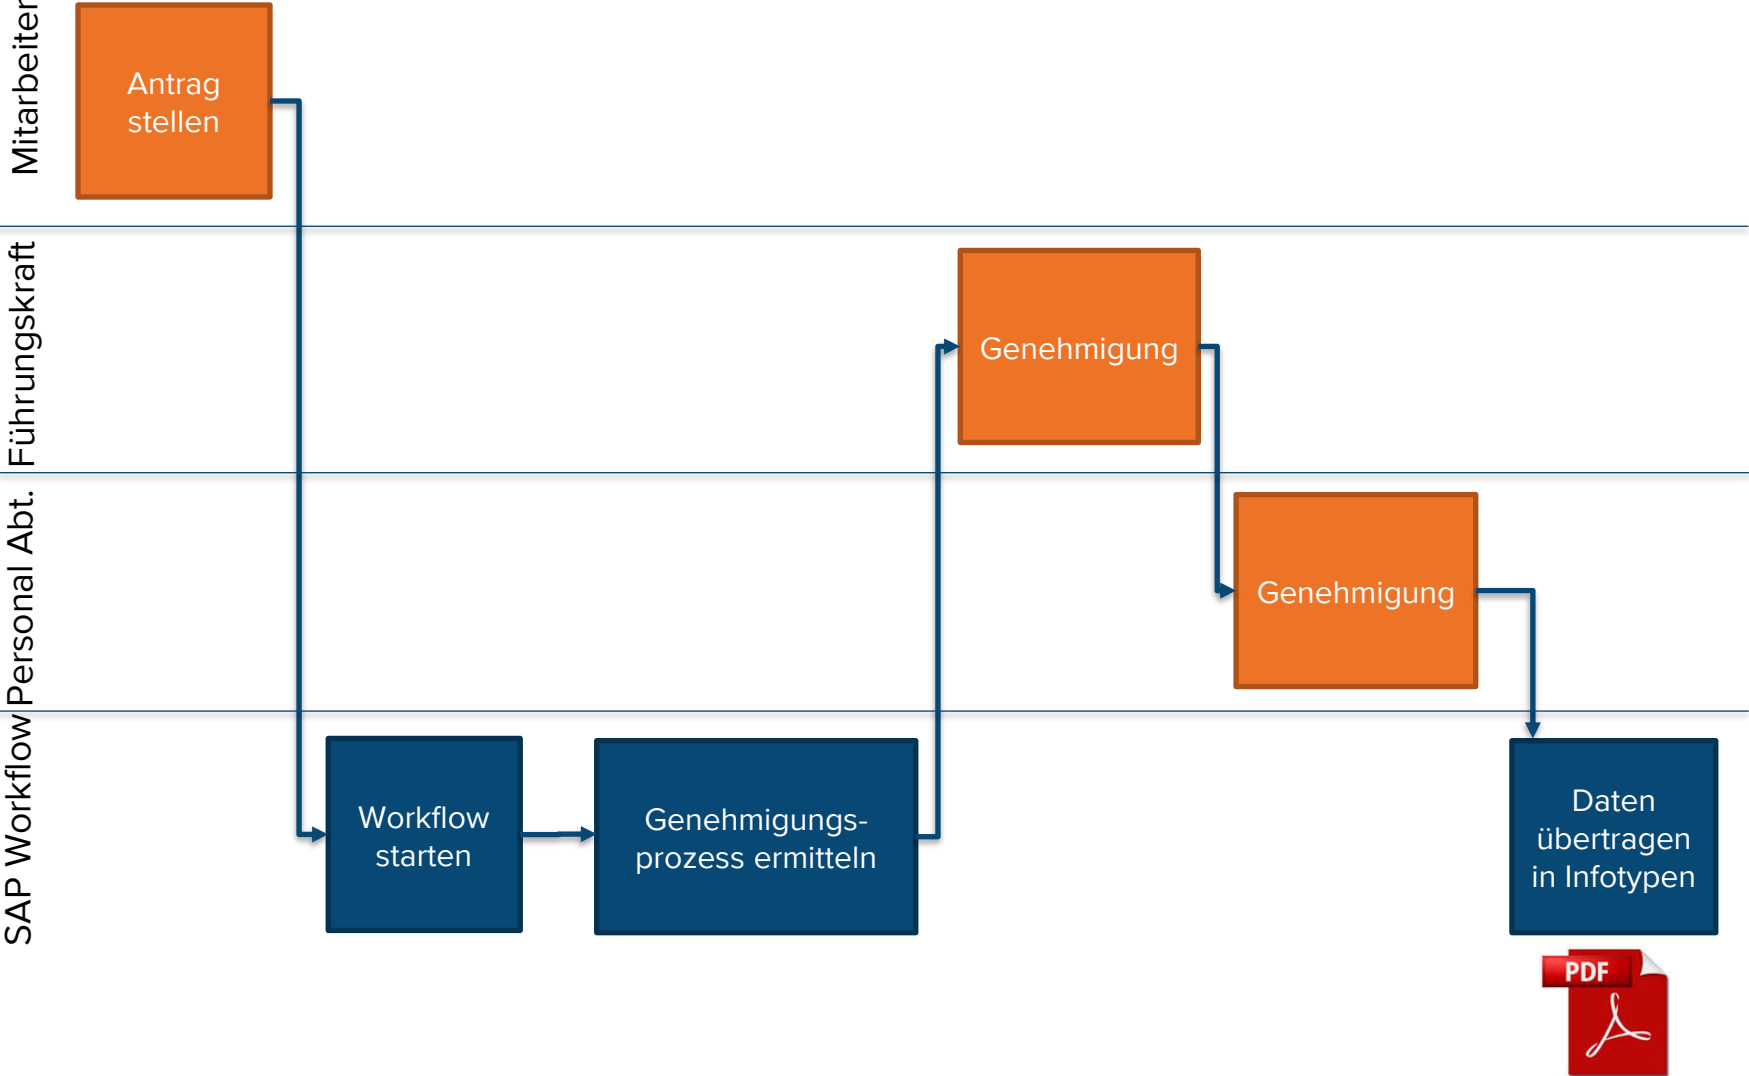 Mitarbeiter
Antrag
stellen
Führungskraft
Genehmigung
Personal Abt.
Genehmigung
SAP Workflow
Workflow
starten
Genehmigungs-
prozess ermitteln
Daten
übertragen
in Infotypen
PDF